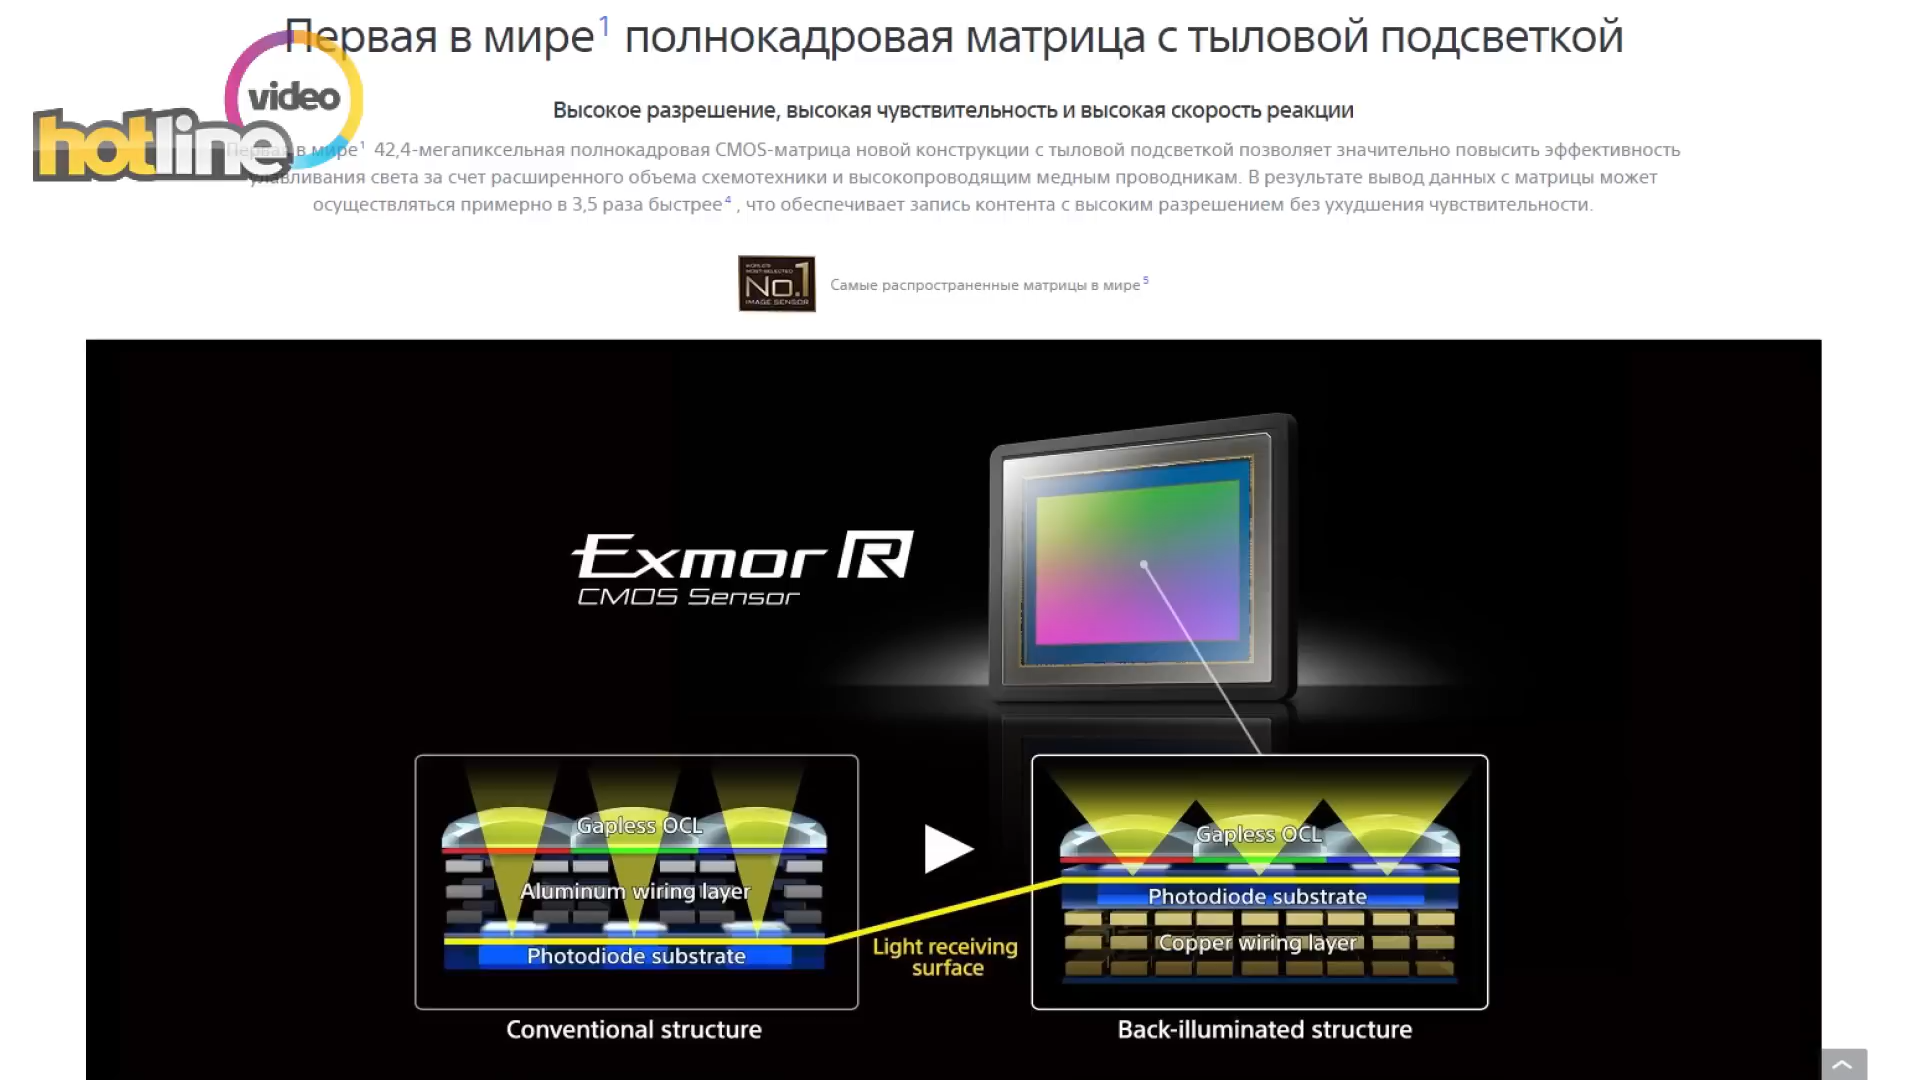 Первая в мире1 полнокадровая матрица с тыловой подсветкой
video
hotline
Высокое разрешение, высокая чувствительность и высокая скорость реакции
Первая в мире1 42,4-мегапиксельная полнокадровая CMOS-матрица новой конструкции с тыловой подсветкой позволяет значительно повысить эффективность
улавливания света за счет расширенного объема схемотехники и высокопроводящим медным проводникам. В результате вывод данных с матрицы может
осуществляться примерно в 3,5 раза быстрее4 , что обеспечивает запись контента с высоким разрешением без ухудшения чувствительности.
WORLD'S
MOST-SELECTED
No.1
IMAGE SENSOR
Самые распространенные матрицы в мире5
Exmor R
CMOS Sensor
Gapless OCL
Aluminum wiring layer
Photodiode substrate
Conventional structure
Light receiving
surface
Gapless OCL
Photodiode substrate
Copper wiring layer
Back-illuminated structure